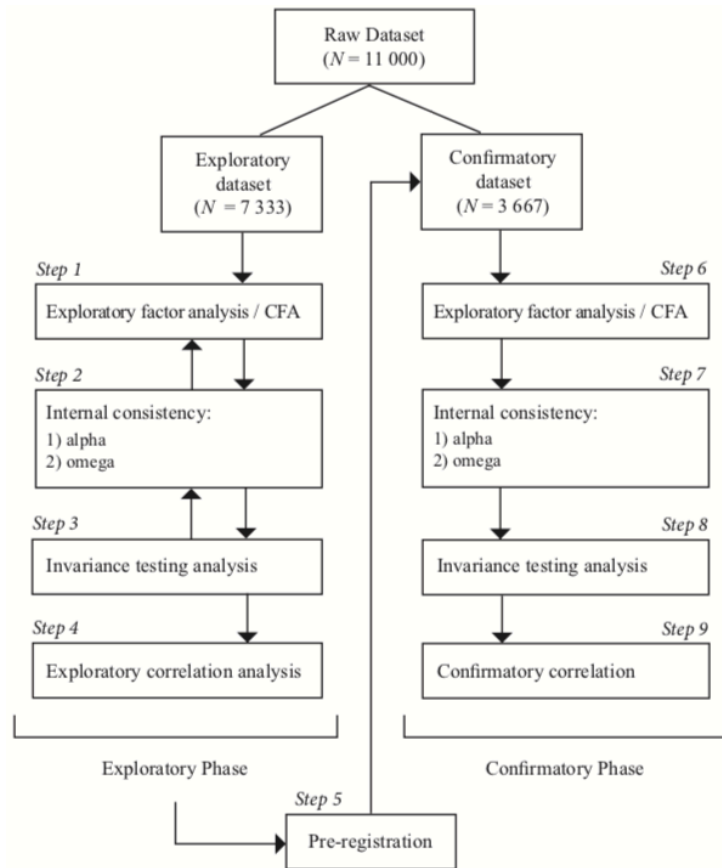 Raw Dataset
(N = 11 000)
Exploratory
dataset
(N = 7 333)
Confirmatory
dataset
(N = 3 667)
Step 1
Exploratory factor analysis / CFA
Step 2
Internal consistency:
1) alpha
2) omega
Step 3
Invariance testing analysis
Step 4
Exploratory correlation analysis
Exploratory Phase
Step 5
Pre-registration
Step 6
Exploratory factor analysis / CFA
Step 7
Internal consistency:
1) alpha
2) omega
Step 8
Invariance testing analysis
Step 9
Confirmatory correlation
Confirmatory Phase